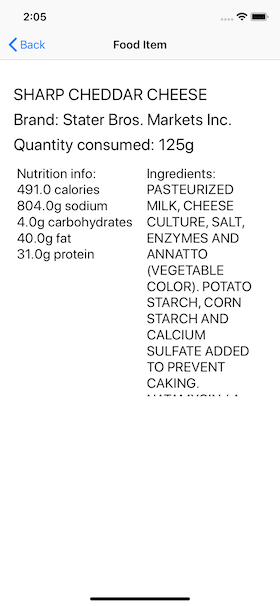 2:05
Back
Food Item
SHARP CHEDDAR CHEESE
Brand: Stater Bros. Markets Inc.
Quantity consumed: 125g
Nutrition info:
491.0 calories
804.0g sodium
4.0g carbohydrates
40.0g fat
31.0g protein
Ingredients:
PASTEURIZED
MILK, CHEESE
CULTURE, SALT,
ENZYMES AND
ANNATTO
(VEGETABLE
COLOR). POTATO
STARCH, CORN
STARCH AND
CALCIUM
SULFATE ADDED
TO PREVENT
CAKING.